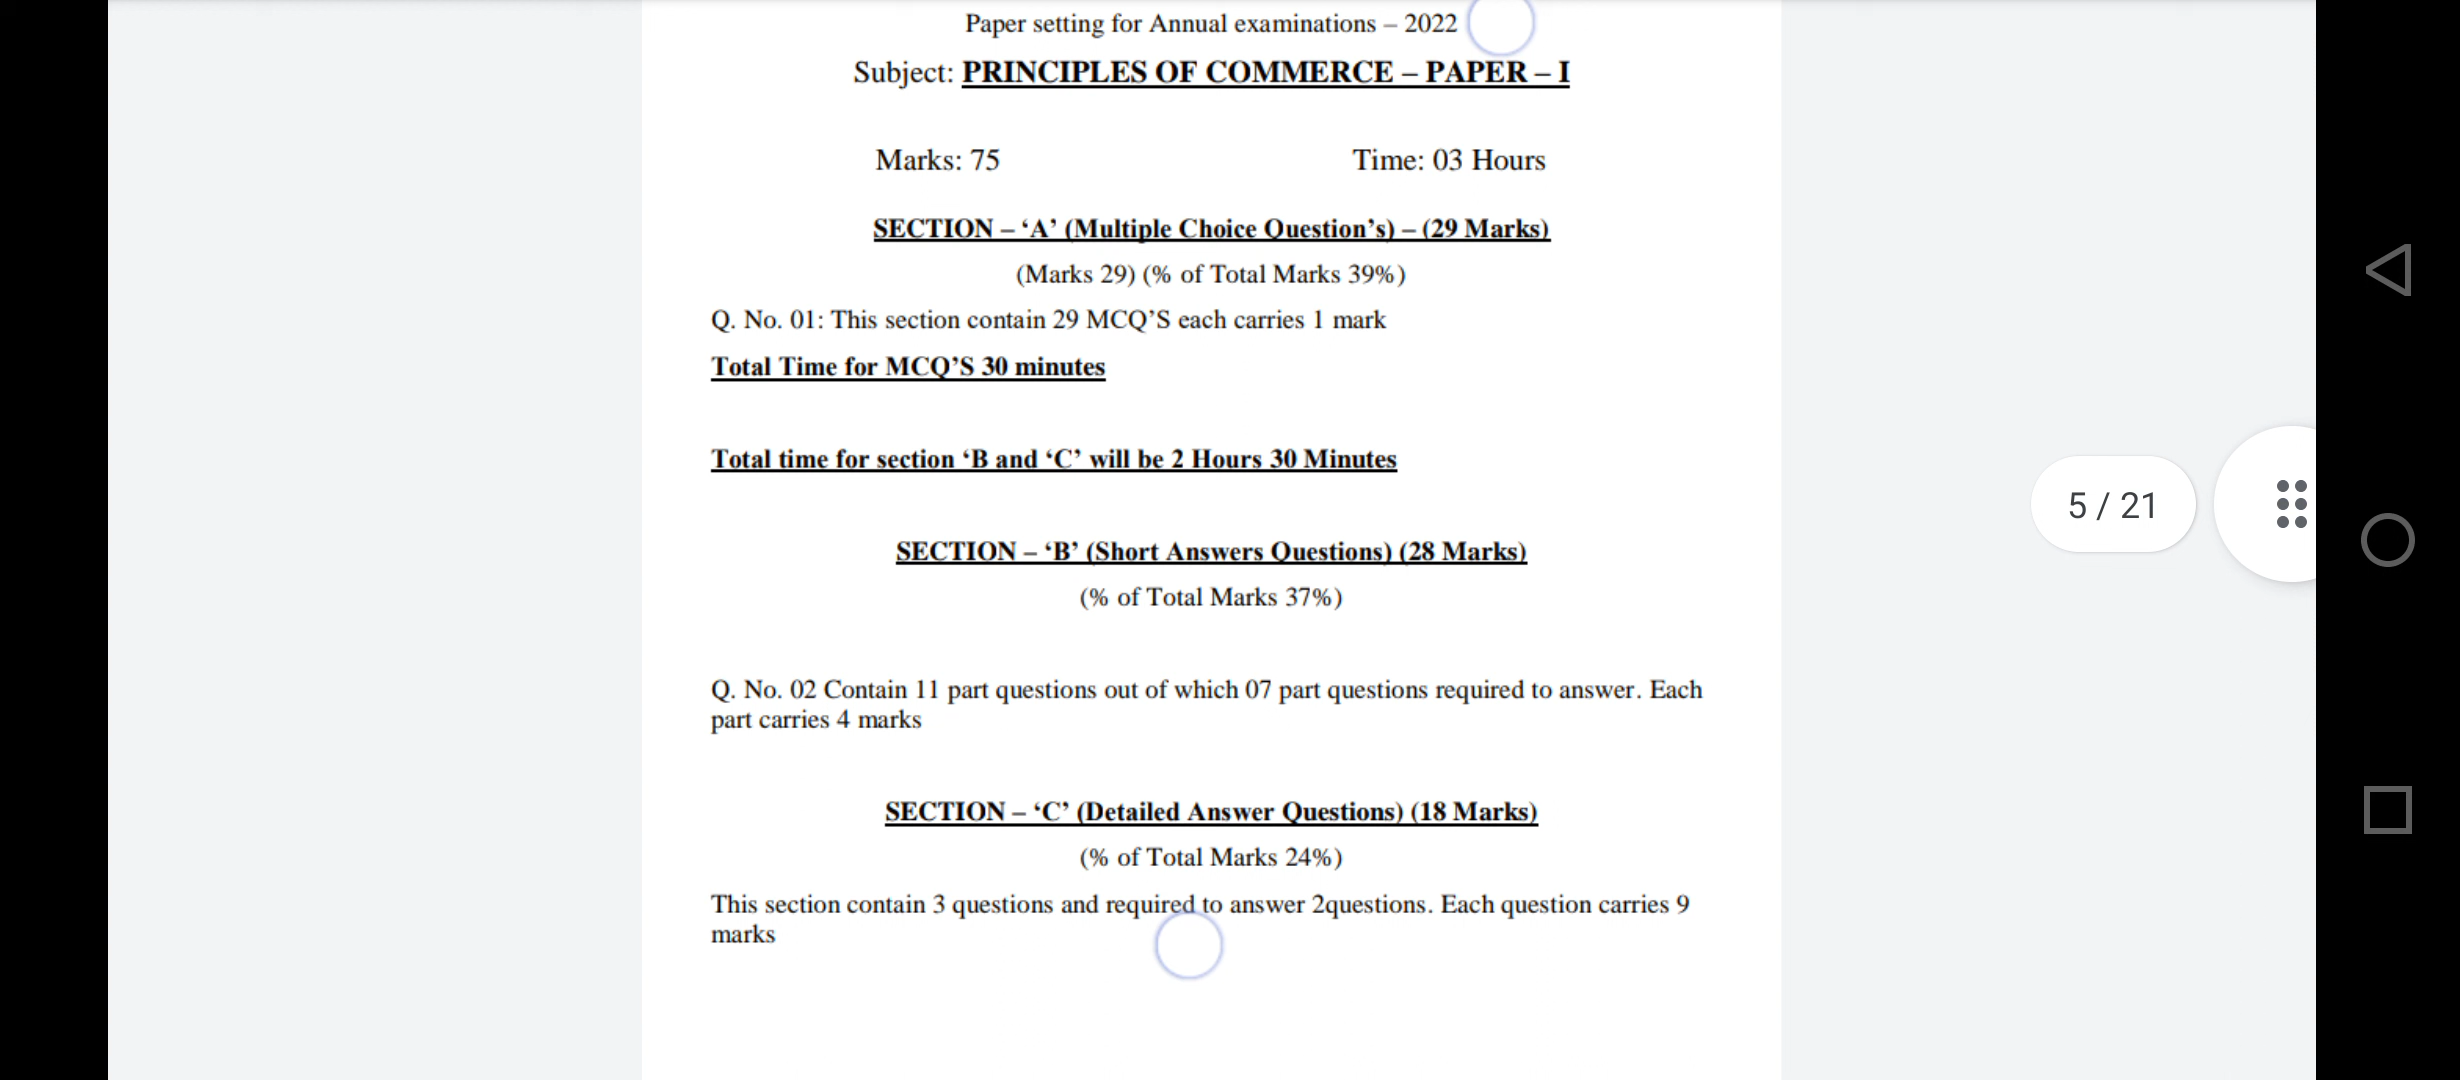 Paper setting for Annual examinations – 2022
Subject: PRINCIPLES OF COMMERCE – PAPER – I
Marks: 75 Time: 03 Hours
SECTION – ‘A’ (Multiple Choice Question’s) – (29 Marks)
(Marks 29) (% of Total Marks 39%)
Q. No. 01: This section contain 29 MCQ’S each carries 1 mark
Total Time for MCQ’S 30 minutes
Total time for section ‘B and ‘C’ will be 2 Hours 30 Minutes
5 / 21
SECTION – ‘B’ (Short Answers Questions) (28 Marks)
(% of Total Marks 37%)
Q. No. 02 Contain 11 part questions out of which 07 part questions required to answer. Each
part carries 4 marks
SECTION – ‘C’ (Detailed Answer Questions) (18 Marks)
(% of Total Marks 24%)
This section contain 3 questions and required to answer 2questions. Each question carries 9
marks